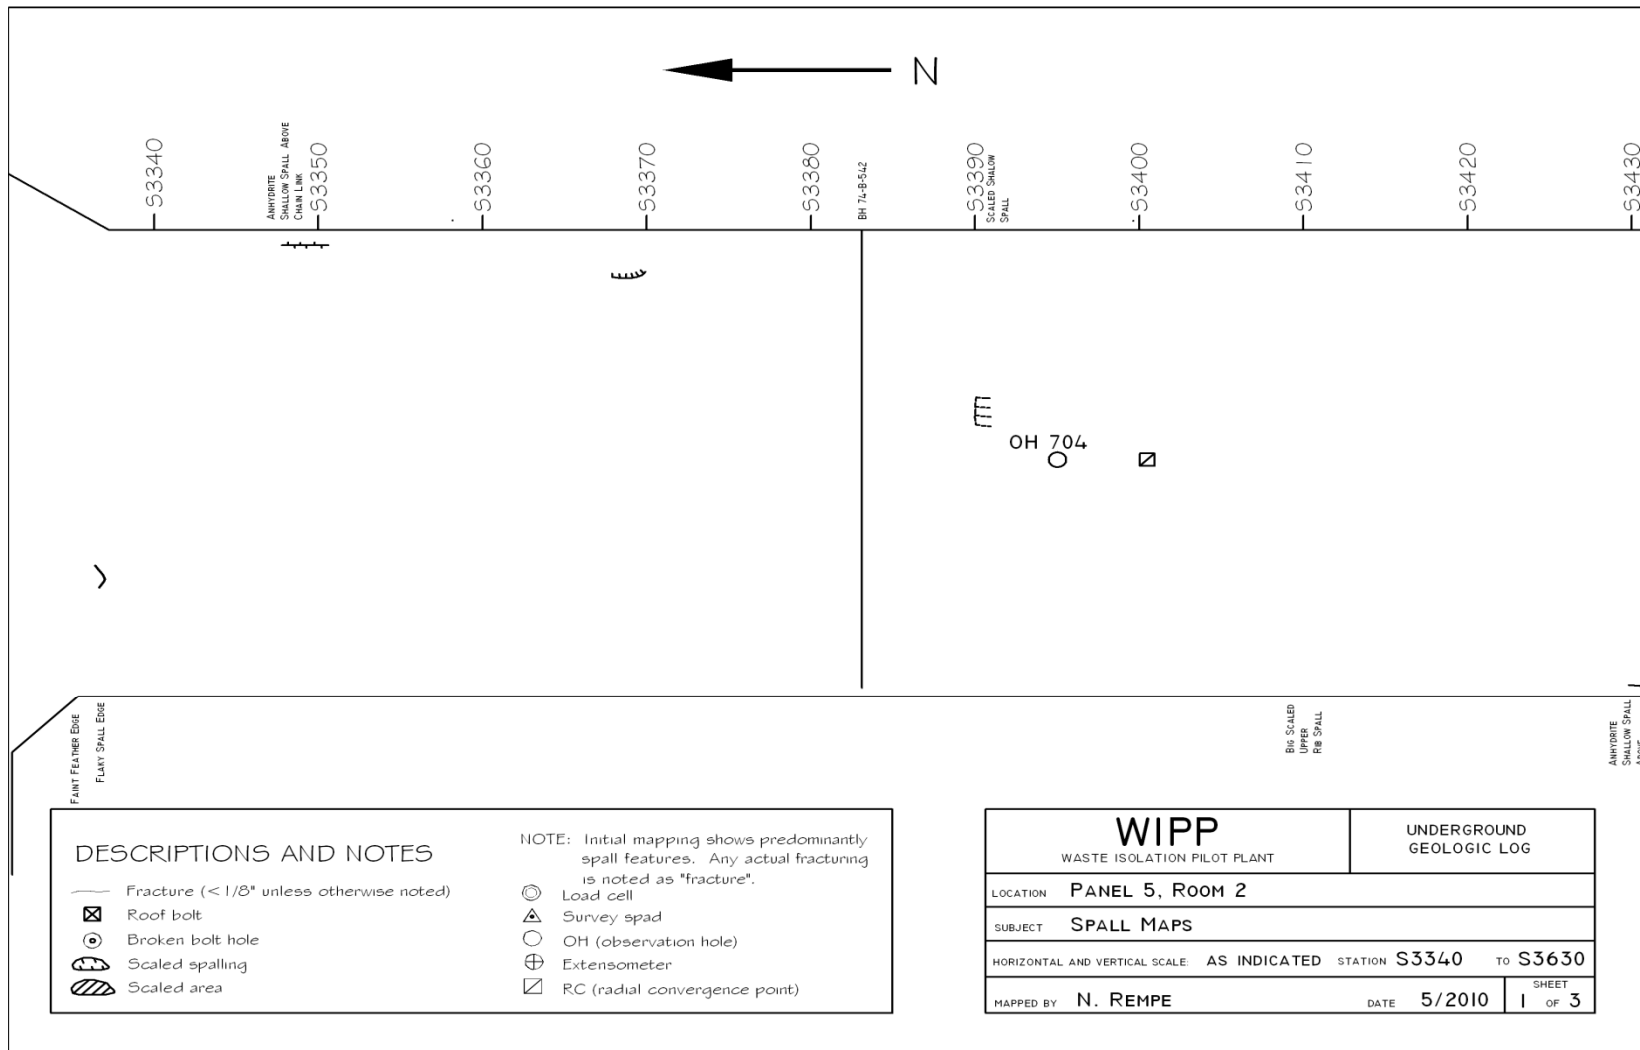 N
S3340
ANHYDRITE
SHALLOW SPALL ABOVE
CHAIN LINK
S3350
S3360
S3370
S3380
BH 74-B-542
S3390
SCALED SHALOW
SPALL
S3400
S3410
S3420
S3430
OH 704
FAINT FEATHER EDGE
FLAKY SPALL EDGE
BIG SCALED
UPPER
RIB SPALL
ANHYDRITE
SHALLOW SPALL
DESCRIPTIONS AND NOTES
Fracture (< 1/8" unless otherwise noted)
Roof bolt
Broken bolt hole
Scaled spalling
Scaled area
NOTE: Initial mapping shows predominantly
spall features. Any actual fracturing
is noted as "fracture".
Load cell
Survey spad
OH (observation hole)
Extensometer
RC (radial convergence point)
WIPP
WASTE ISOLATION PILOT PLANT
UNDERGROUND
GEOLOGIC LOG
LOCATION PANEL 5, ROOM 2
SUBJECT SPALL MAPS
HORIZONTAL AND VERTICAL SCALE: AS INDICATED STATION S3340 TO S3630
MAPPED BY N. REMPE DATE 5/2010 SHEET 1 OF 3